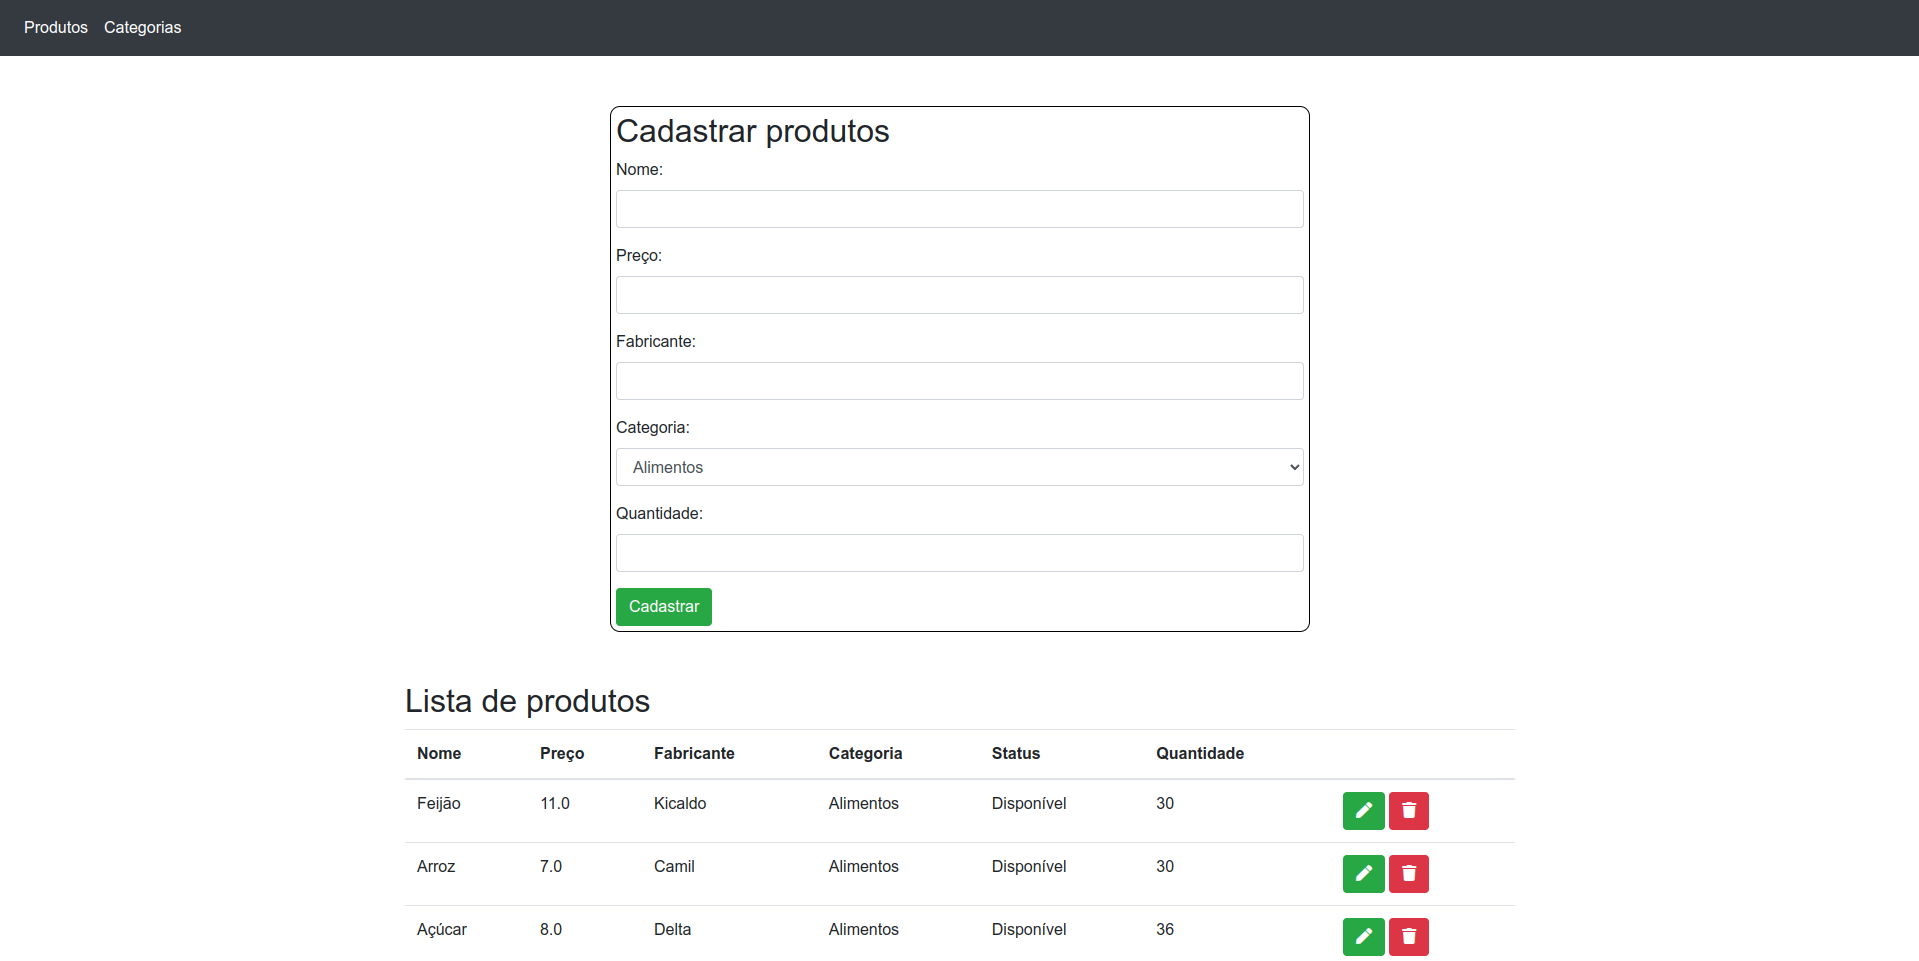 Produtos Categorias
Cadastrar produtos
Nome:
Preço:
Fabricante:
Categoria:
Alimentos
Quantidade:
Cadastrar
Lista de produtos
Nome Preço Fabricante Categoria Status Quantidade
Feijão 11.0 Kicaldo Alimentos Disponível 30
Arroz 7.0 Camil Alimentos Disponível 30
Açúcar 8.0 Delta Alimentos Disponível 36